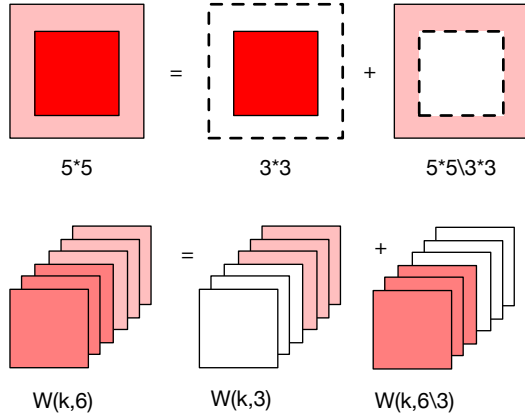 = +
5*5 3*3 5*5\3*3
= +
W(k,6) W(k,3) W(k,6\3)